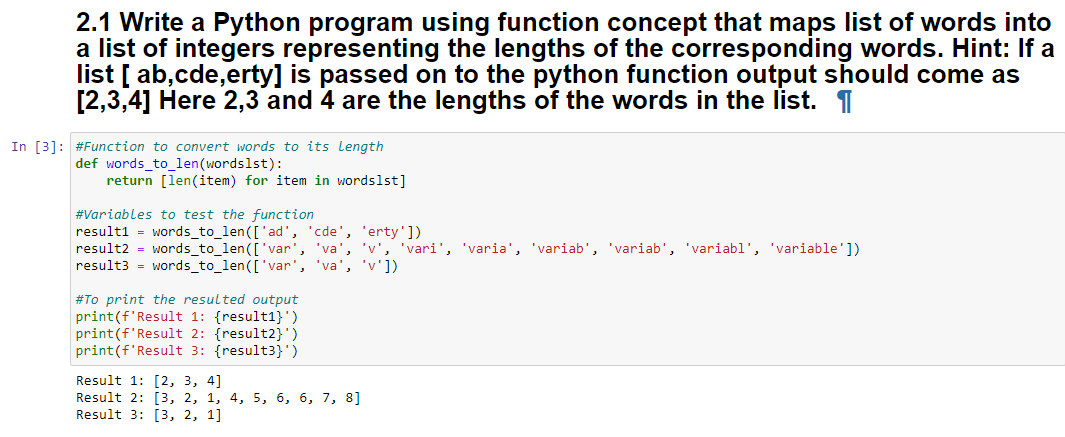 2.1 Write a Python program using function concept that maps list of words into
a list of integers representing the lengths of the corresponding words. Hint: If a
list [ ab,cde,erty] is passed on to the python function output should come as
[2,3,4] Here 2,3 and 4 are the lengths of the words in the list. ¶
In [3]: #Function to convert words to its length
def words_to_len(wordslst):
    return [len(item) for item in wordslst]
#Variables to test the function
result1 = words_to_len(['ad', 'cde', 'erty'])
result2 = words_to_len(['var', 'va', 'v', 'vari', 'varia', 'variab', 'variab', 'variabl', 'variable'])
result3 = words_to_len(['var', 'va', 'v'])
#To print the resulted output
print(f'Result 1: {result1}')
print(f'Result 2: {result2}')
print(f'Result 3: {result3}')
Result 1: [2, 3, 4]
Result 2: [3, 2, 1, 4, 5, 6, 6, 7, 8]
Result 3: [3, 2, 1]